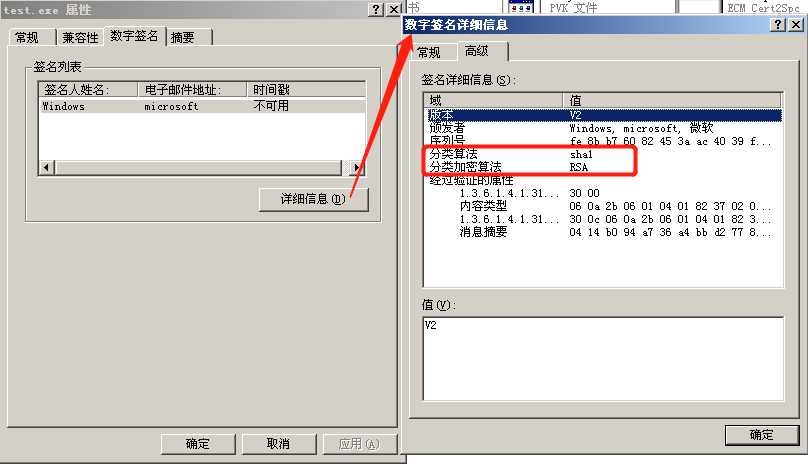 书
PVK 文件
ECM Cert2Spc
test.exe 属性
常规
兼容性
数字签名
摘要
签名列表
签名人姓名:
电子邮件地址:
时间戳
Windows
microsoft
不可用
详细信息(D)
确定
取消
应用(A)
数字签名详细信息
常规
高级
签名详细信息(S):
域
值
版本
V2
颁发者
Windows, microsoft, 微软
序列号
fe 8b b7 60 82 45 3a ac 40 39 f...
分类算法
sha1
分类加密算法
RSA
经过验证的属性
1.3.6.1.4.1.31...
30 00
内容类型
06 0a 2b 06 01 04 01 82 37 02 0...
1.3.6.1.4.1.31...
30 0c 06 0a 2b 06 01 04 01 82 3...
消息摘要
04 14 b0 94 a7 36 a4 bb d2 77 8...
值(V):
V2
确定